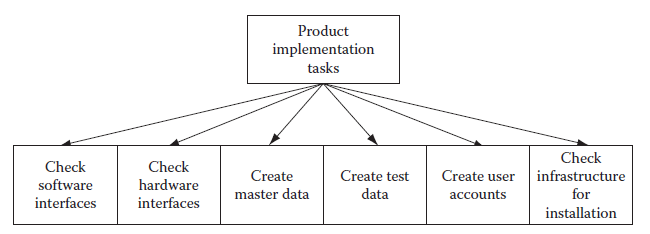 Product
implementation
tasks
Check
software
interfaces
Check
hardware
interfaces
Create
master data
Create test
data
Create user
accounts
Check
infrastructure
for
installation